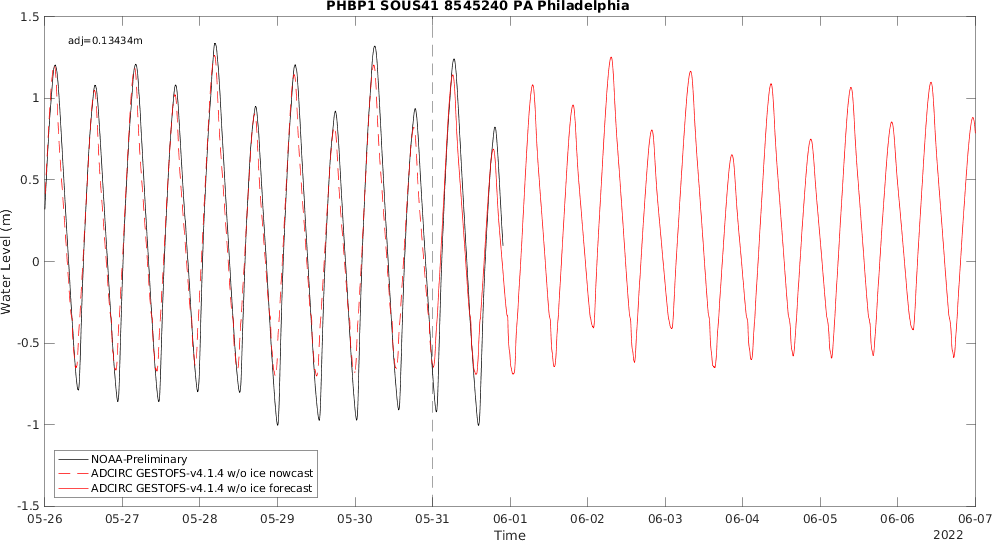 PHBP1 SOUS41 8545240 PA Philadelphia
1.5
1
0.5
0
-0.5
-1
-1.5
Water Level (m)
adj=0.13434m
NOAA-Preliminary
ADCIRC GESTOFS-v4.1.4 w/o ice nowcast
ADCIRC GESTOFS-v4.1.4 w/o ice forecast
05-26 05-27 05-28 05-29 05-30 05-31 06-01 06-02 06-03 06-04 06-05 06-06 06-07
Time
2022